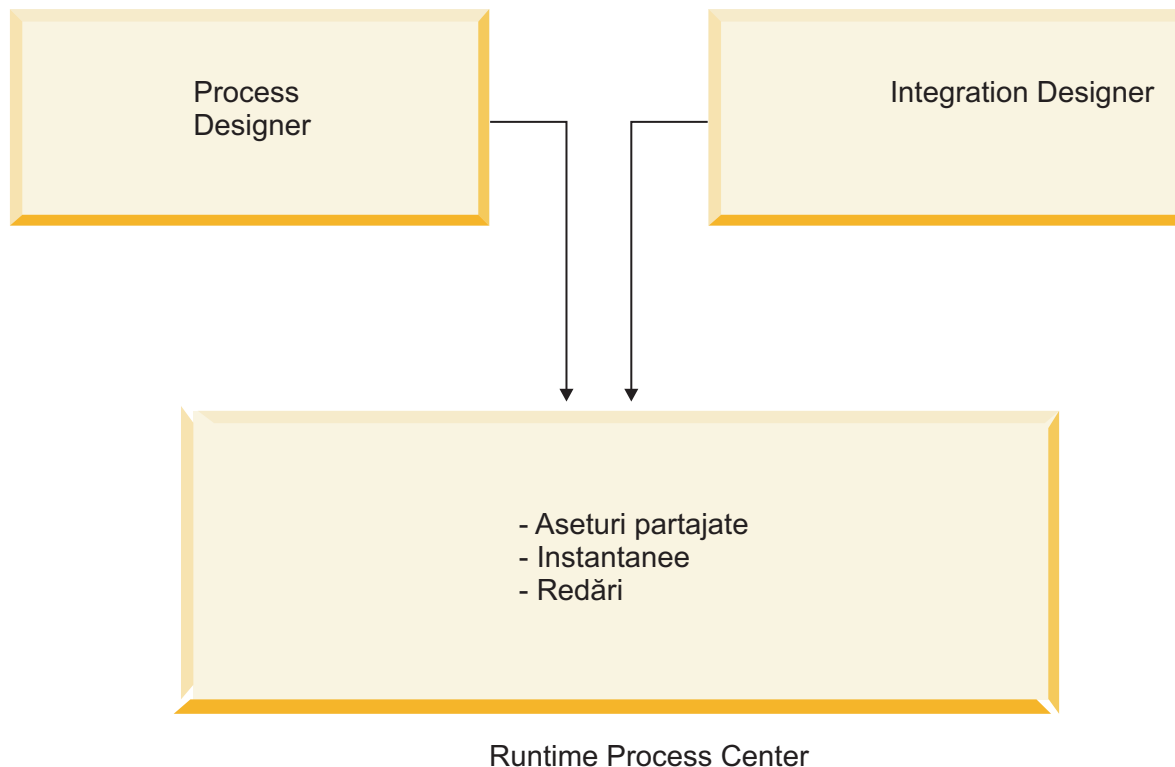 Process
Designer
Integration Designer
- Aseturi partajate
- Instantanee
- Redări
Runtime Process Center